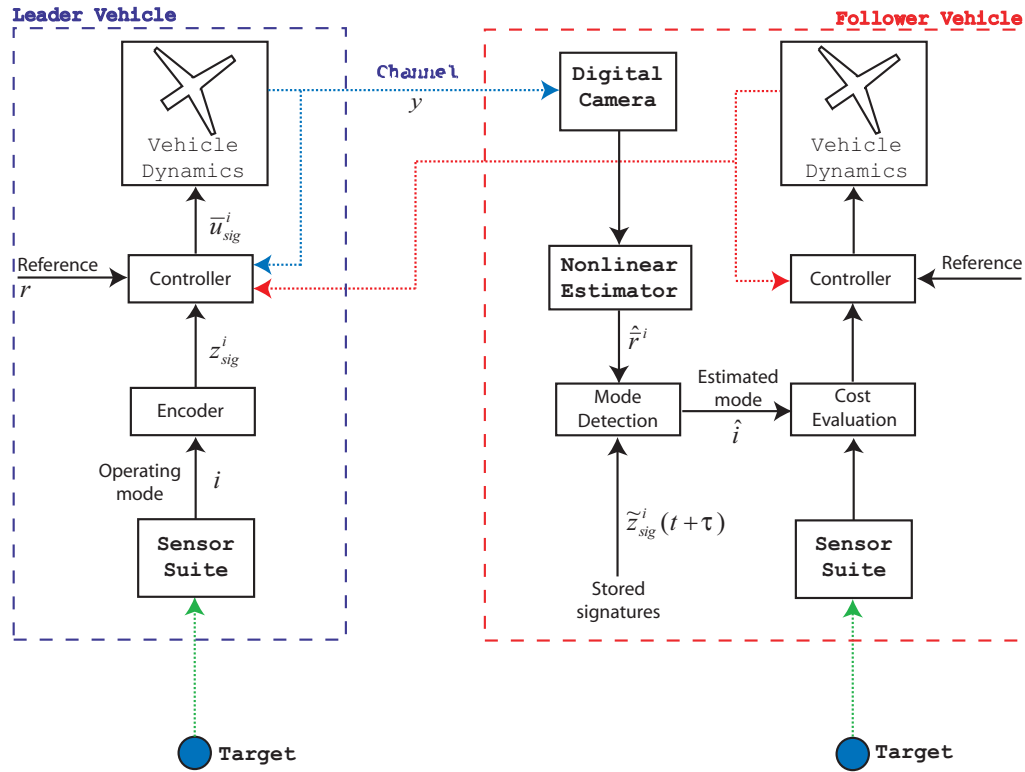 Leader Vehicle
Follower Vehicle
Vehicle
Dynamics
Channel
y
Digital
Camera
Vehicle
Dynamics
u̅ⁱ_sig
Reference
r
Controller
Nonlinear
Estimator
Controller
Reference
zⁱ_sig
r̄̂ ⁱ
Encoder
Mode
Detection
Estimated
mode
î
Cost
Evaluation
Operating
mode
i
z̃ⁱ_sig(t+τ)
Sensor
Suite
Stored
signatures
Sensor
Suite
Target
Target